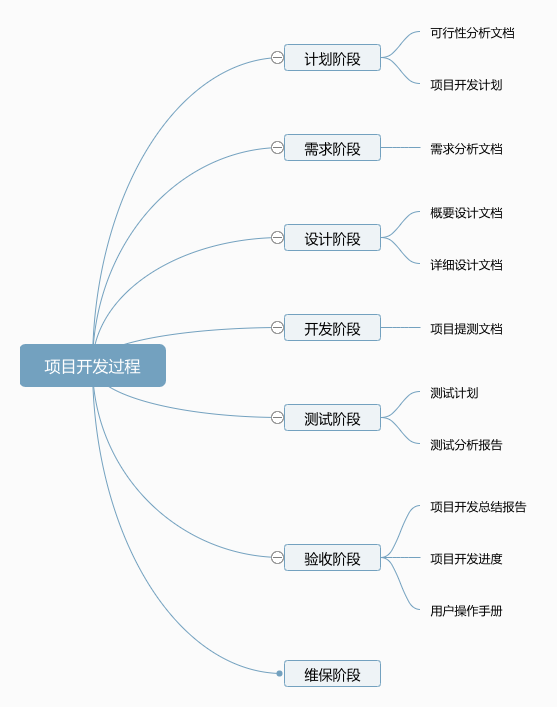 项目开发过程
计划阶段
可行性分析文档
项目开发计划
需求阶段
需求分析文档
设计阶段
概要设计文档
详细设计文档
开发阶段
项目提测文档
测试阶段
测试计划
测试分析报告
验收阶段
项目开发总结报告
项目开发进度
用户操作手册
维保阶段